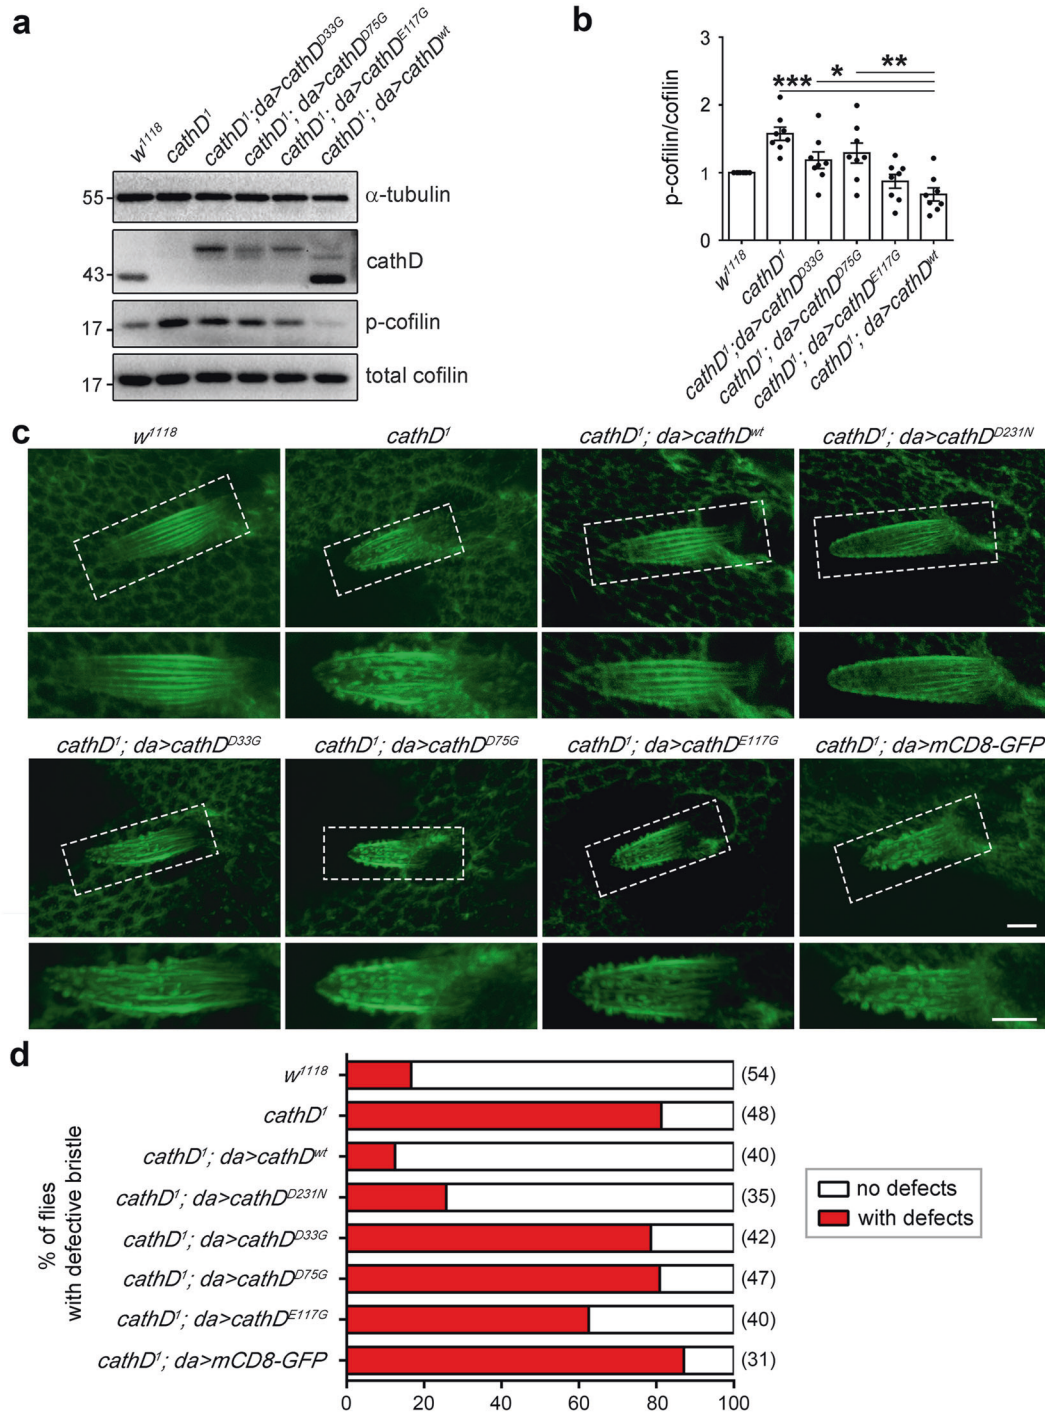 a
w1118
cathD1
cathD1;da>cathDD33G
cathD1; da>cathDD75G
cathD1; da>cathDE117G
cathD1; da>cathDwt
55
α-tubulin
43
cathD
17
p-cofilin
17
total cofilin
b
p-cofilin/cofilin
3
2
1
0
***
*
**
w1118
cathD1
cathD1;da>cathDD33G
cathD1; da>cathDD75G
cathD1; da>cathDE117G
cathD1; da>cathDwt
c
w1118
cathD1
cathD1; da>cathDwt
cathD1; da>cathDD231N
cathD1; da>cathDD33G
cathD1; da>cathDD75G
cathD1; da>cathDE117G
cathD1; da>mCD8-GFP
d
% of flies
with defective bristle
w1118
(54)
cathD1
(48)
cathD1; da>cathDwt
(40)
cathD1; da>cathDD231N
(35)
cathD1; da>cathDD33G
(42)
cathD1; da>cathDD75G
(47)
cathD1; da>cathDE117G
(40)
cathD1; da>mCD8-GFP
(31)
0
20
40
60
80
100
no defects
with defects